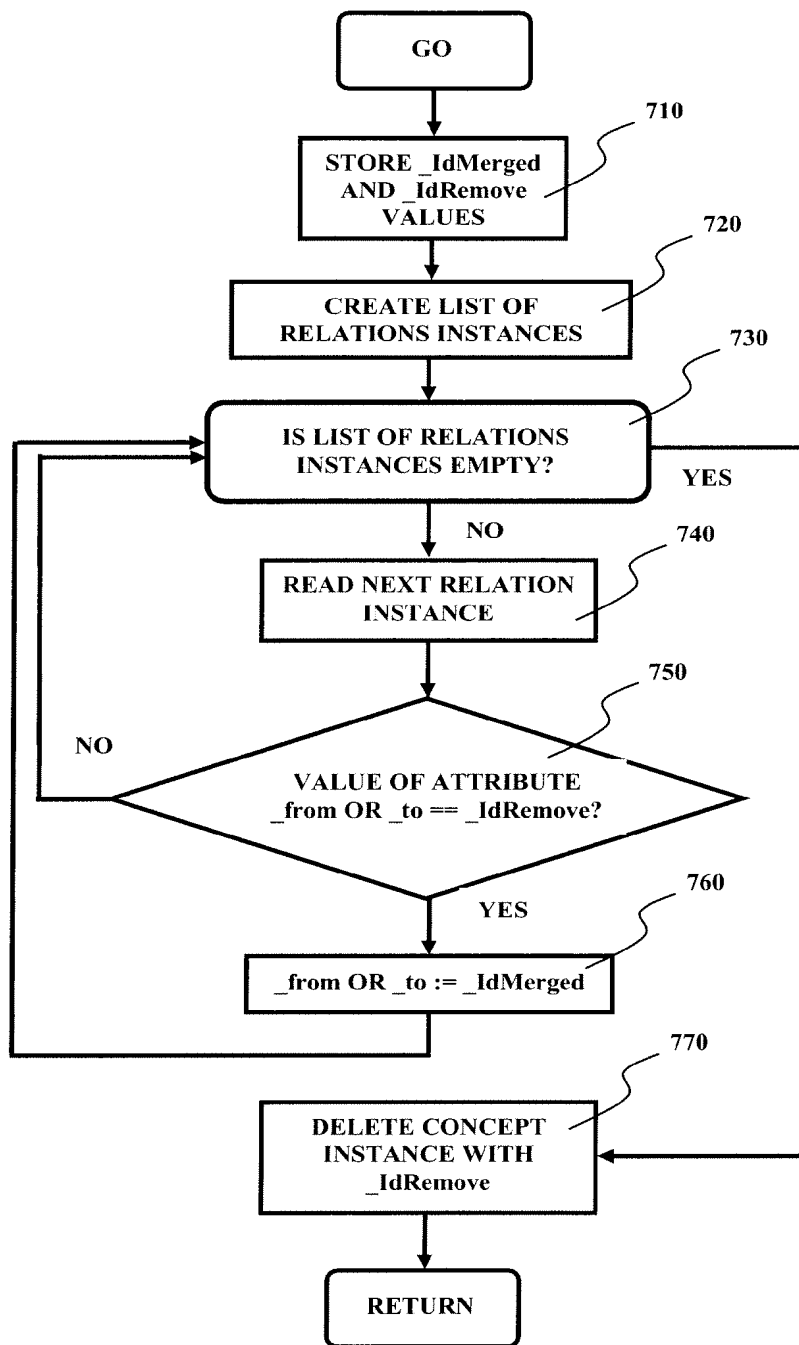 GO
710
STORE _IdMerged
AND _IdRemove
VALUES
720
CREATE LIST OF
RELATIONS INSTANCES
730
IS LIST OF RELATIONS
INSTANCES EMPTY?
YES
NO
740
READ NEXT RELATION
INSTANCE
750
NO
VALUE OF ATTRIBUTE
_from OR _to == _IdRemove?
YES
760
_from OR _to := _IdMerged
770
DELETE CONCEPT
INSTANCE WITH
_IdRemove
RETURN